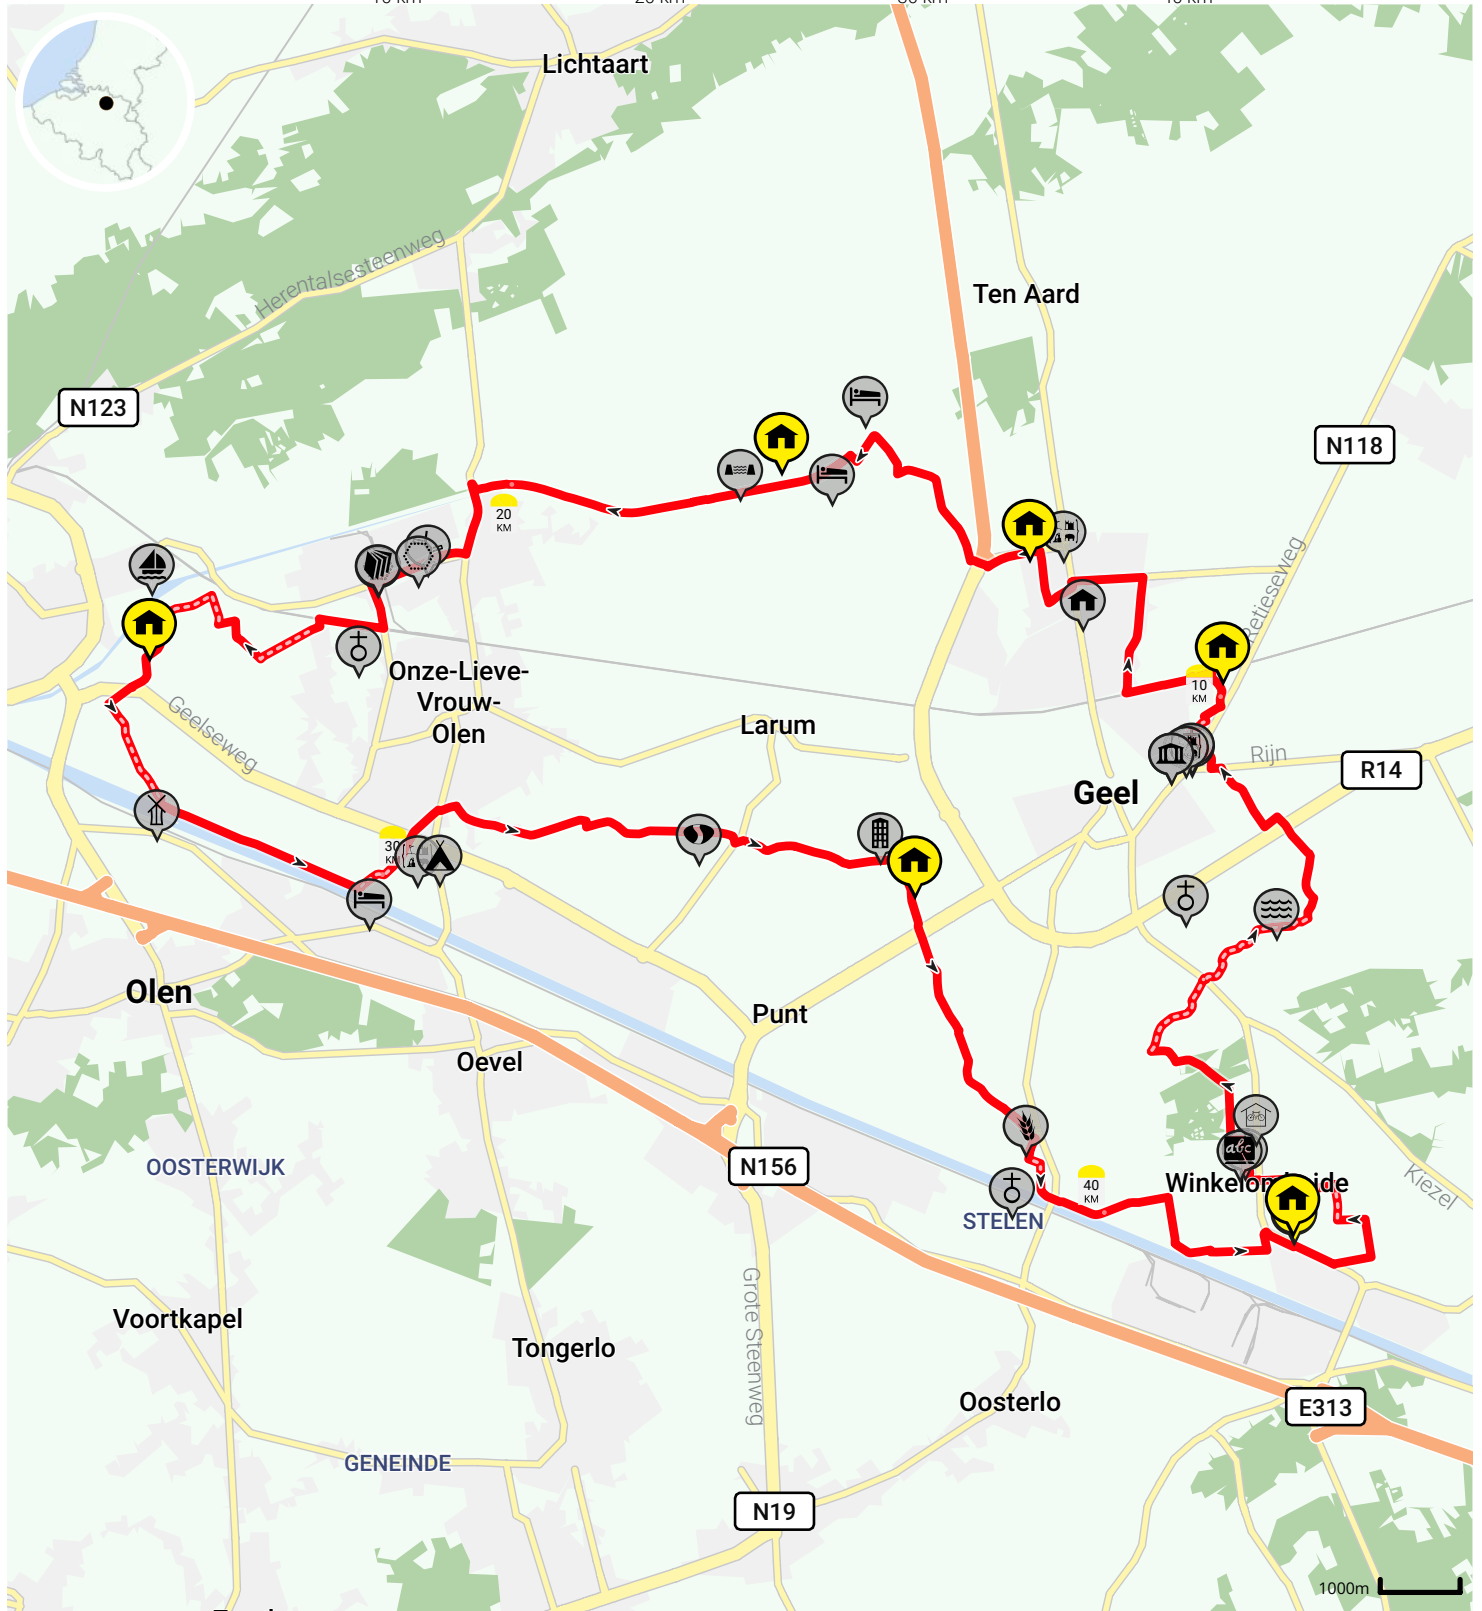 Lichtaart
Herentalsesteenweg
Ten Aard
N123
N118
20
KM
Retieseweg
Onze-Lieve-
Vrouw-
Olen
10
KM
Geelseweg
Larum
Rijn
R14
Geel
30
KM
Olen
Punt
Oevel
abc
OOSTERWIJK
N156
40
KM
Kiezel
STELEN
Voortkapel
Grote Steenweg
Tongerlo
Oosterlo
E313
GENEINDE
N19
1000m